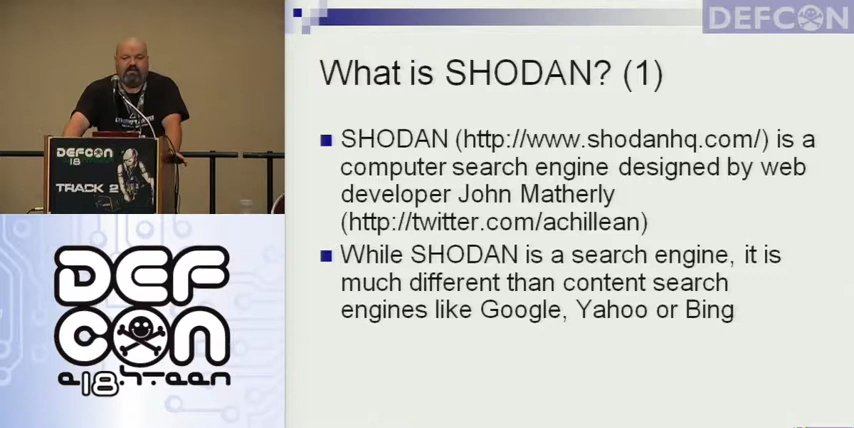 DEFCON
What is SHODAN? (1)
SHODAN (http://www.shodanhq.com/) is a
computer search engine designed by web
developer John Matherly
(http://twitter.com/achillean)
While SHODAN is a search engine, it is
much different than content search
engines like Google, Yahoo or Bing
DEFCON
18
TRACK 2
DEF
CON
e18.h-teen